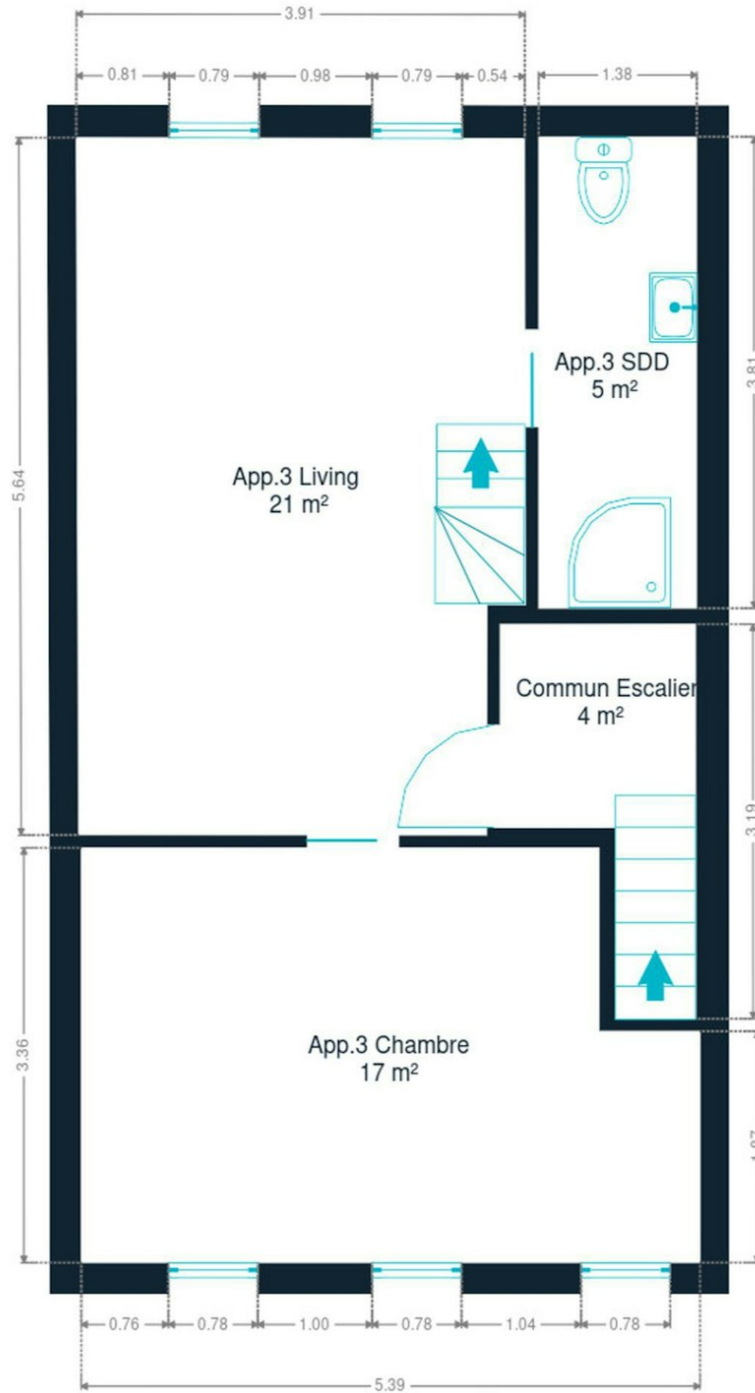 3.91
0.81 0.79 0.98 0.79 0.54 1.38
App.3 SDD
5 m²
3.81
App.3 Living
21 m²
5.64
Commun Escalier
4 m²
3.19
App.3 Chambre
17 m²
3.36
0.76 0.78 1.00 0.78 1.04 0.78
5.39